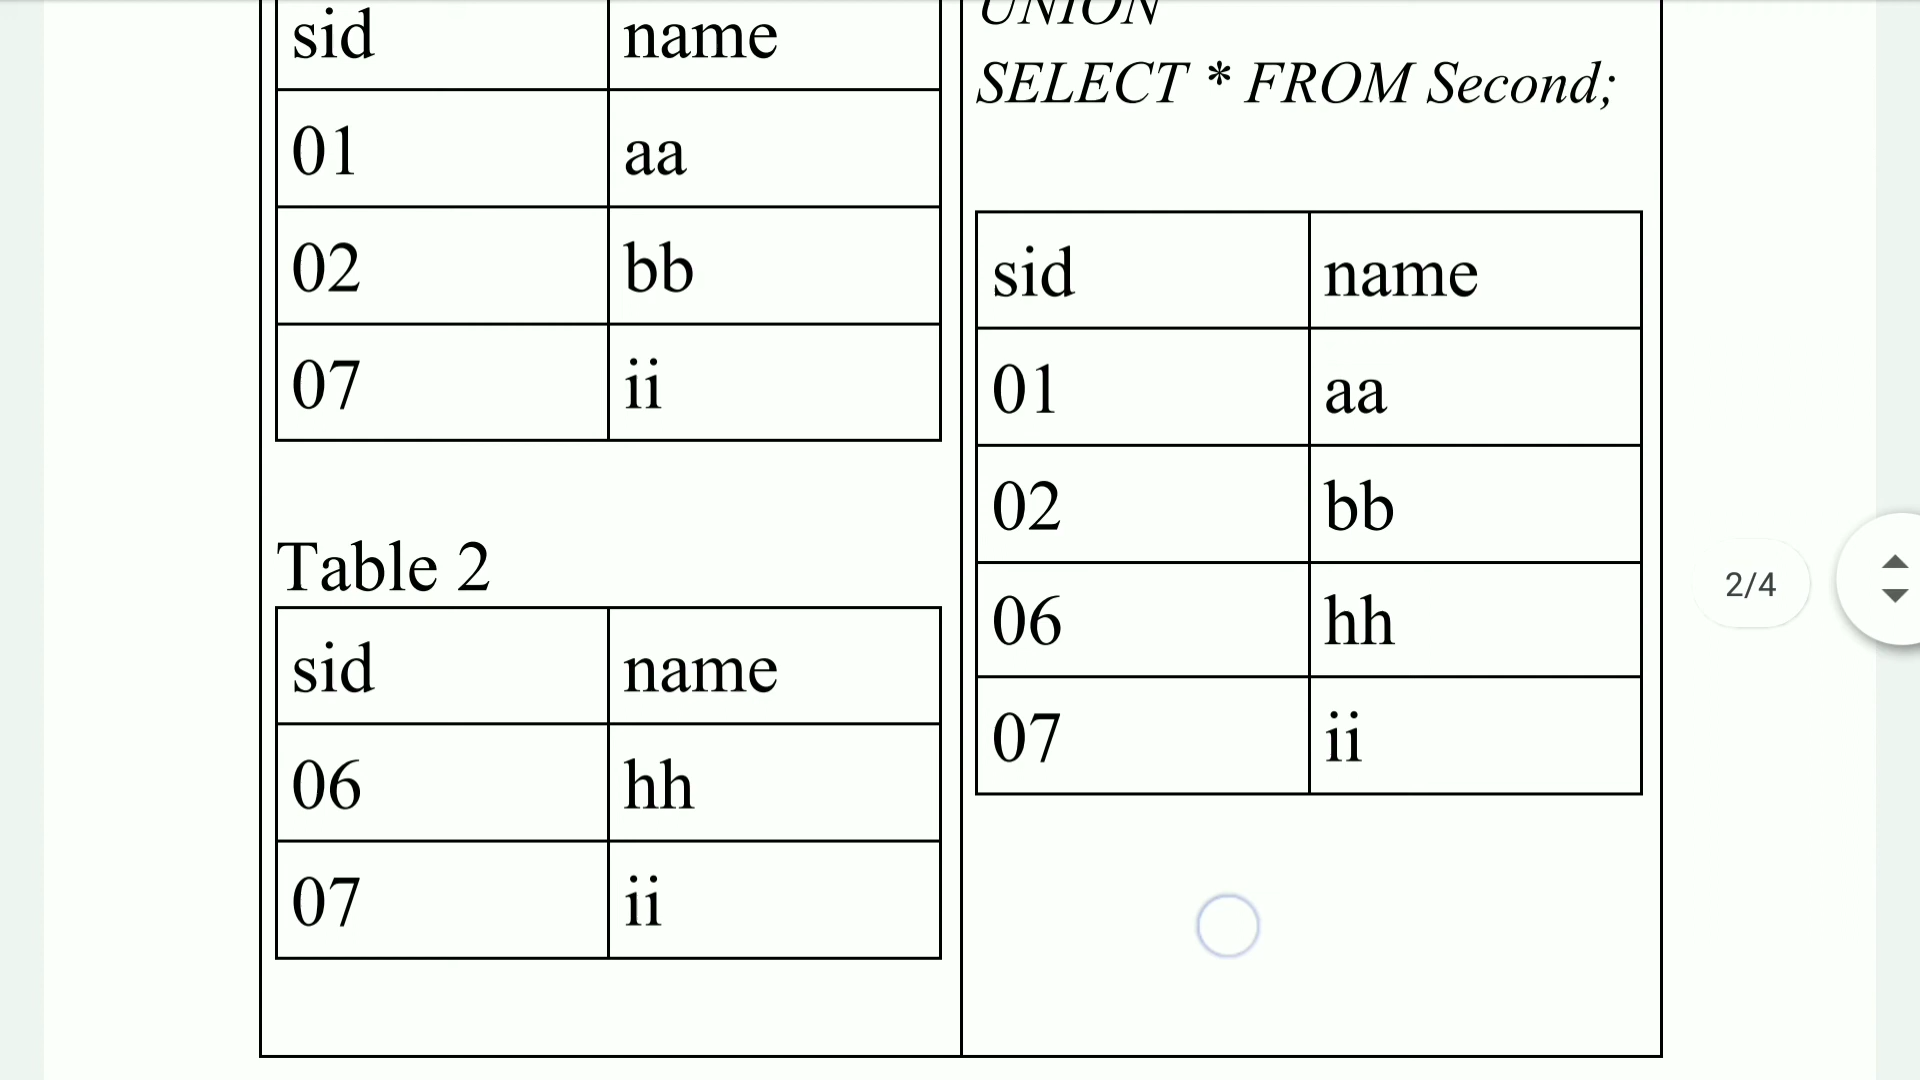 sid name
01 aa
02 bb
07 ii
Table 2
sid name
06 hh
07 ii
UNION
SELECT * FROM Second;
sid name
01 aa
02 bb
06 hh
07 ii
2/4